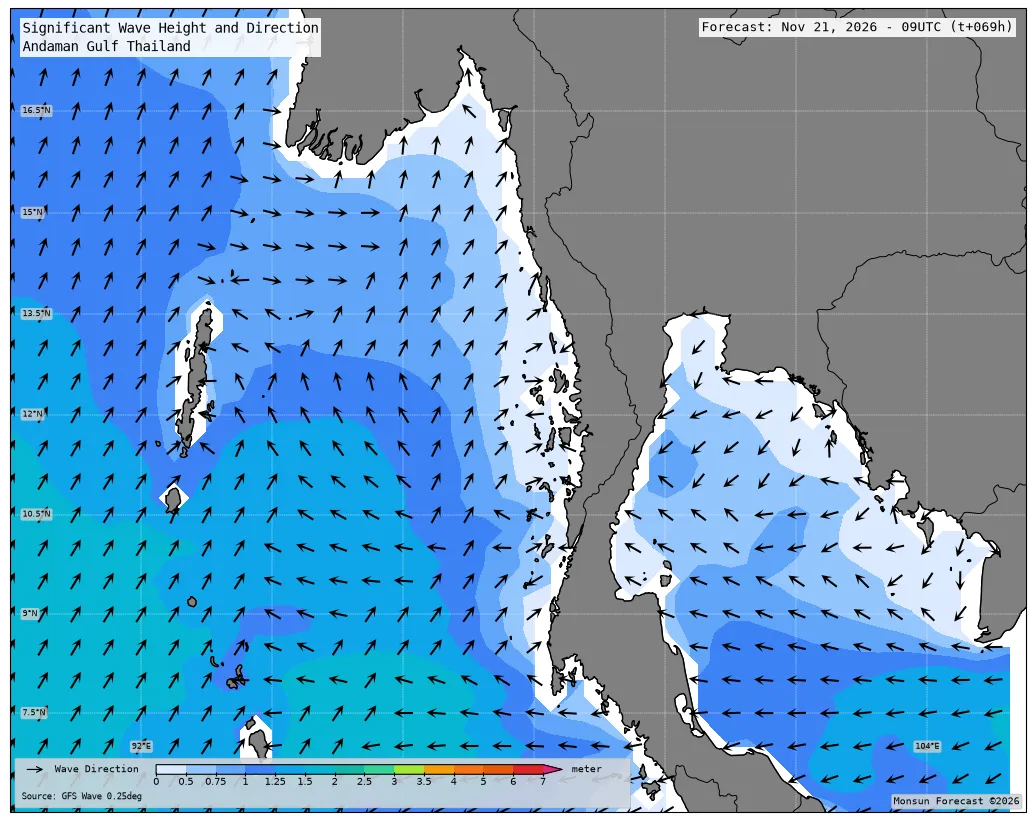 Significant Wave Height and Direction
Andaman Gulf Thailand
Forecast: Nov 21, 2026 - 09UTC (t+069h)
16.5°N
15°N
13.5°N
12°N
10.5°N
9°N
7.5°N
92°E
104°E
Wave Direction
0.5 0.75 1 1.25 1.5 2 2.5 3 3.5 4 5 6 7
meter
Source: GFS Wave 0.25deg
Monsun Forecast ©2026